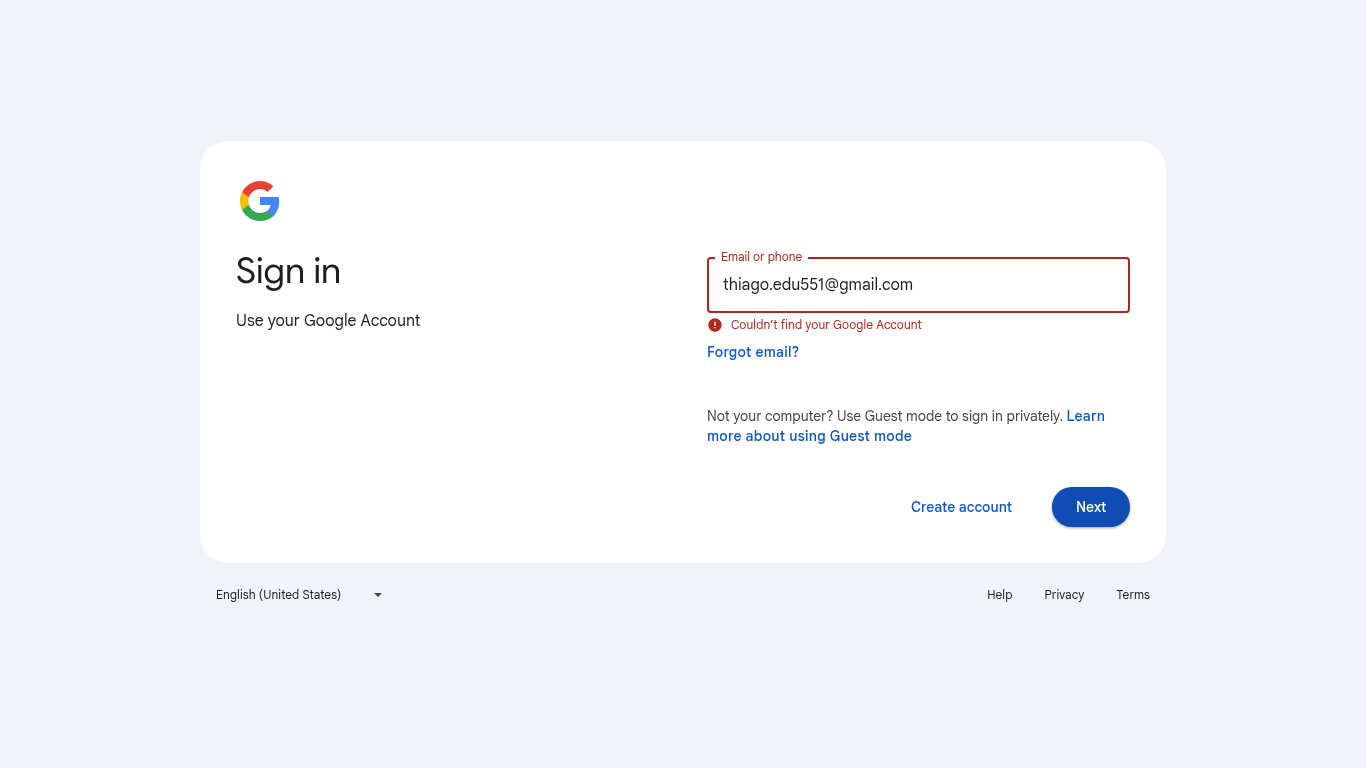 Sign in
Use your Google Account
Email or phone
thiago.edu551@gmail.com
Couldn't find your Google Account
Forgot email?
Not your computer? Use Guest mode to sign in privately. Learn
more about using Guest mode
Create account
Next
English (United States)
Help
Privacy
Terms